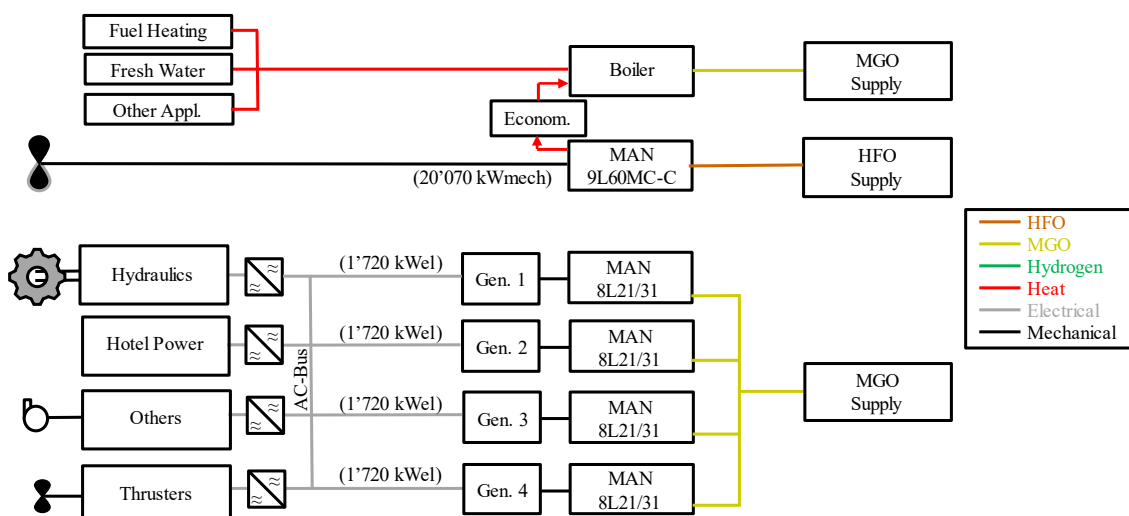 Fuel Heating
Fresh Water
Other Appl.
Boiler
MGO
Supply
Econom.
MAN
9L60MC-C
(20’070 kWmech)
HFO
Supply
Hydraulics
≈
≈
(1’720 kWel)
Gen. 1
MAN
8L21/31
Hotel Power
≈
≈
(1’720 kWel)
Gen. 2
MAN
8L21/31
AC-Bus
Others
≈
≈
(1’720 kWel)
Gen. 3
MAN
8L21/31
Thrusters
≈
≈
(1’720 kWel)
Gen. 4
MAN
8L21/31
MGO
Supply
HFO
MGO
Hydrogen
Heat
Electrical
Mechanical